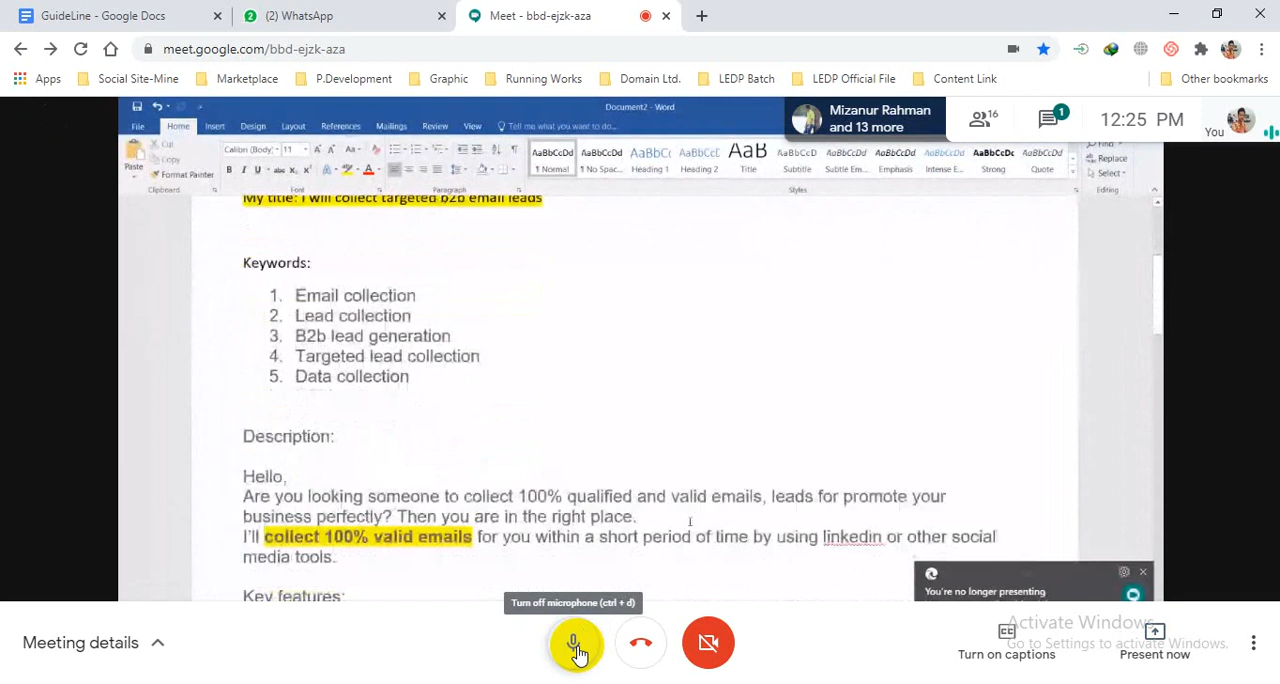 GuideLine - Google Docs
(2) WhatsApp
Meet - bbd-ejzk-aza
meet.google.com/bbd-ejzk-aza
Apps Social Site-Mine Marketplace P.Development Graphic Running Works Domain Ltd. LEDP Batch LEDP Official File Content Link Other bookmarks
Document2 - Word
Mizanur Rahman
and 13 more
16
1
12:25 PM
You
File Home Insert Design Layout References Mailings Review View Tell me what you want to do...
Paste
Cut
Copy
Format Painter
Clipboard
Calibri (Body) 11
Font
Paragraph
AaBbCcDd AaBbCcDd AaBbCc AaBbCcE AaB AaBbCcD AaBbCcDd AaBbCcDd AaBbCcDd AaBbCcDc AaBbCcDd
1 Normal 1 No Spac... Heading 1 Heading 2 Title Subtitle Subtle Em... Emphasis Intense E... Strong Quote
Styles
Find
Replace
Select
Editing
My title: I will collect targeted b2b email leads
Keywords:
1. Email collection
2. Lead collection
3. B2b lead generation
4. Targeted lead collection
5. Data collection
Description:
Hello,
Are you looking someone to collect 100% qualified and valid emails, leads for promote your
business perfectly? Then you are in the right place.
I'll collect 100% valid emails for you within a short period of time by using linkedin or other social
media tools.
Key features:
You're no longer presenting
Turn off microphone (ctrl + d)
Meeting details
Turn on captions
Present now
Activate Windows
Go to Settings to activate Windows.